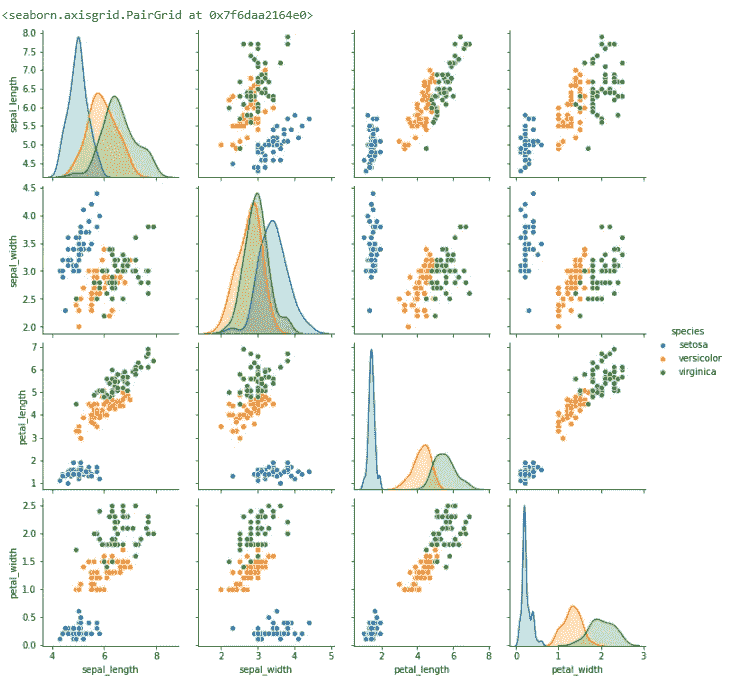 <seaborn.axisgrid.PairGrid at 0x7f6daa2164e0>
8.0
7.5
7.0
6.5
6.0
5.5
5.0
4.5
sepal_length
4.5
4.0
3.5
3.0
2.5
2.0
sepal_width
species
setosa
versicolor
virginica
7
6
5
4
3
2
1
petal_length
2.5
2.0
1.5
1.0
0.5
0.0
petal_width
4 6 8
sepal_length
2 3 4 5
sepal_width
2 4 6 8
petal_length
0 1 2 3
petal_width